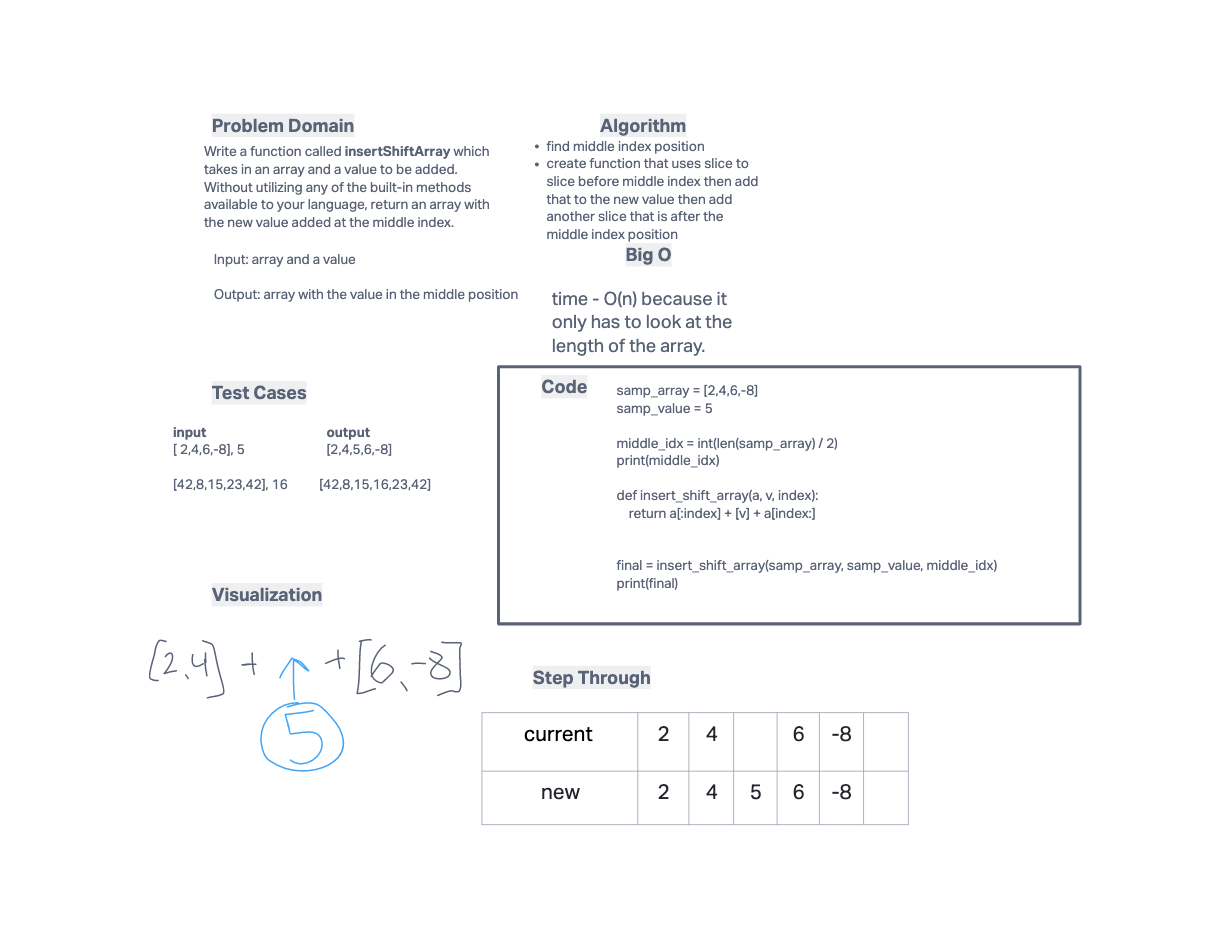 Problem Domain
Write a function called insertShiftArray which
takes in an array and a value to be added.
Without utilizing any of the built-in methods
available to your language, return an array with
the new value added at the middle index.
Input: array and a value
Output: array with the value in the middle position
Algorithm
• find middle index position
• create function that uses slice to
slice before middle index then add
that to the new value then add
another slice that is after the
middle index position
Big O
time - O(n) because it
only has to look at the
length of the array.
Test Cases
input output
[ 2,4,6,-8], 5 [2,4,5,6,-8]
[42,8,15,23,42], 16 [42,8,15,16,23,42]
Code
samp_array = [2,4,6,-8]
samp_value = 5
middle_idx = int(len(samp_array) / 2)
print(middle_idx)
def insert_shift_array(a, v, index):
return a[:index] + [v] + a[index:]
final = insert_shift_array(samp_array, samp_value, middle_idx)
print(final)
Visualization
[2,4] + ↑ + [6,-8]
5
Step Through
current 2 4 6 -8
new 2 4 5 6 -8